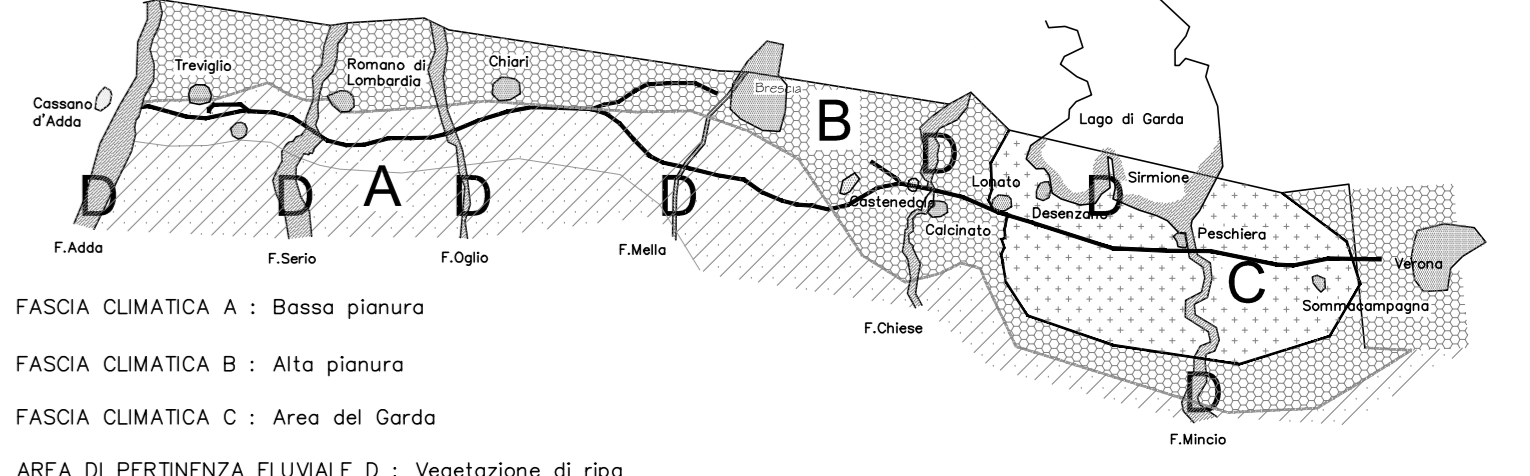 Treviglio
Romano di
Lombardia
Chiari
Brescia
Cassano
d'Adda
B
Lago di Garda
D
A
D
D
D
D
D
Castenedolo
Lonato
Sirmione
Desenzano
Calcinato
Peschiera
Verona
C
Sommacampagna
F.Adda
F.Serio
F.Oglio
F.Mella
F.Chiese
D
F.Mincio
FASCIA CLIMATICA A : Bassa pianura
FASCIA CLIMATICA B : Alta pianura
FASCIA CLIMATICA C : Area del Garda
AREA DI PERTINENZA FLUVIALE D : Vegetazione di ripa